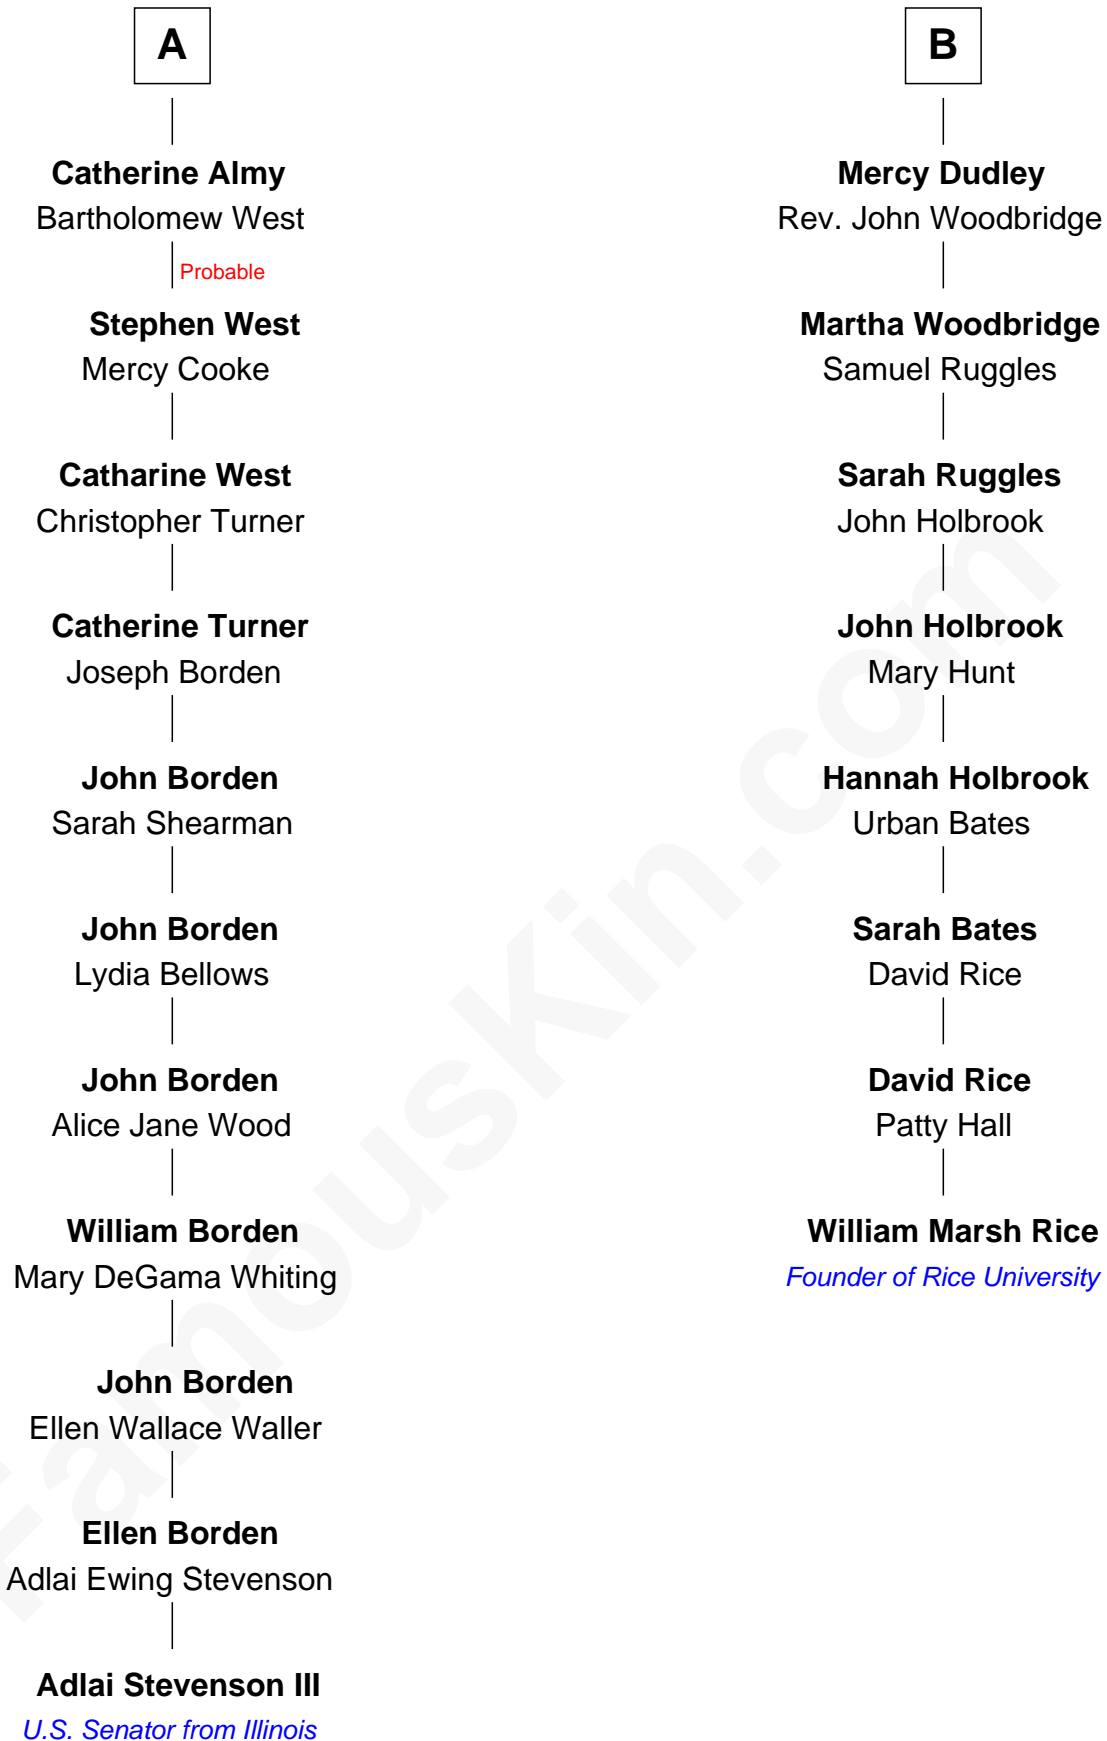 A
Catherine Almy
Bartholomew West
Probable
Stephen West
Mercy Cooke
Catharine West
Christopher Turner
Catherine Turner
Joseph Borden
John Borden
Sarah Shearman
John Borden
Lydia Bellows
John Borden
Alice Jane Wood
William Borden
Mary DeGama Whiting
John Borden
Ellen Wallace Waller
Ellen Borden
Adlai Ewing Stevenson
Adlai Stevenson III
U.S. Senator from Illinois
B
Mercy Dudley
Rev. John Woodbridge
Martha Woodbridge
Samuel Ruggles
Sarah Ruggles
John Holbrook
John Holbrook
Mary Hunt
Hannah Holbrook
Urban Bates
Sarah Bates
David Rice
David Rice
Patty Hall
William Marsh Rice
Founder of Rice University
FamousKin.com